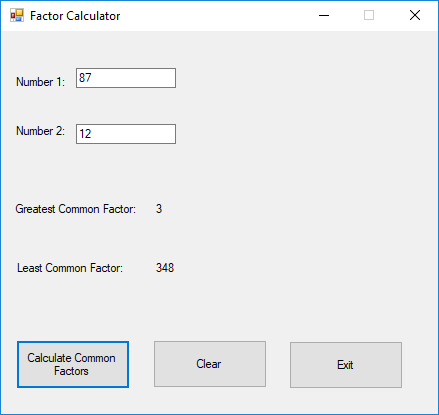 Factor Calculator
Number 1: 87
Number 2: 12
Greatest Common Factor: 3
Least Common Factor: 348
Calculate Common
Factors
Clear
Exit